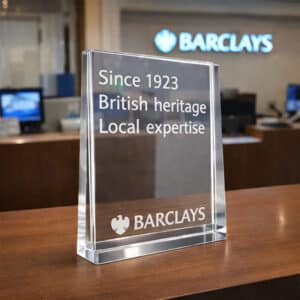 BARCLAYS
Since 1923
British heritage
Local expertise
BARCLAYS